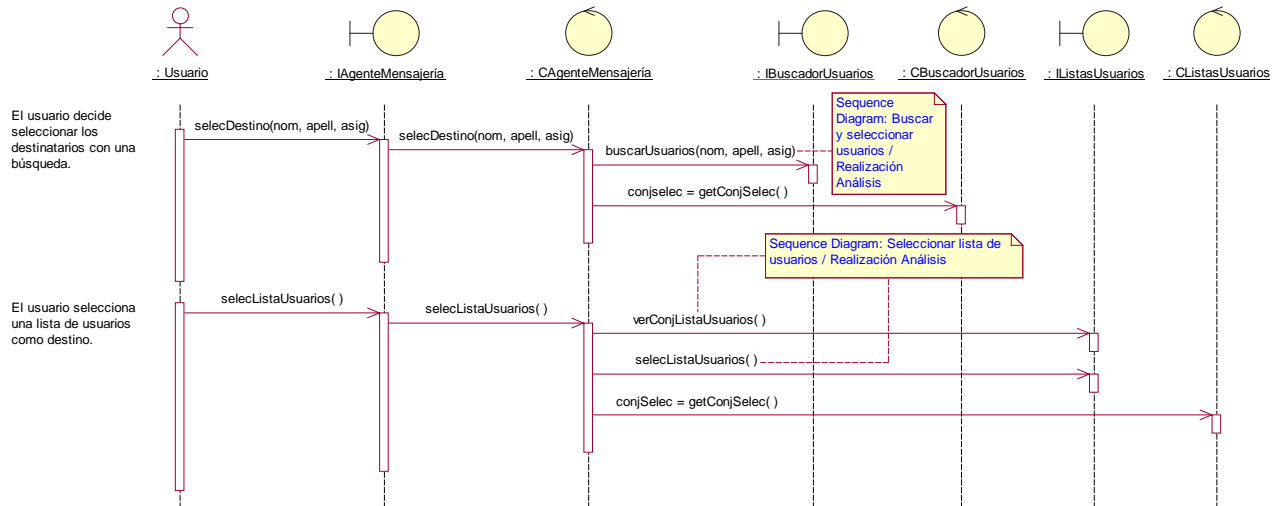 : Usuario
: IAgenteMensajería
: CAgenteMensajería
: IBuscadorUsuarios
: CBuscadorUsuarios
: IListasUsuarios
: CListasUsuarios
El usuario decide
seleccionar los
destinatarios con una
búsqueda.
selecDestino(nom, apell, asig)
selecDestino(nom, apell, asig)
buscarUsuarios(nom, apell, asig)
Sequence
Diagram: Buscar
y seleccionar
usuarios /
Realización
Análisis
conjselec = getConjSelec( )
Sequence Diagram: Seleccionar lista de
usuarios / Realización Análisis
El usuario selecciona
una lista de usuarios
como destino.
selecListaUsuarios( )
selecListaUsuarios( )
verConjListaUsuarios( )
selecListaUsuarios( )
conjSelec = getConjSelec( )